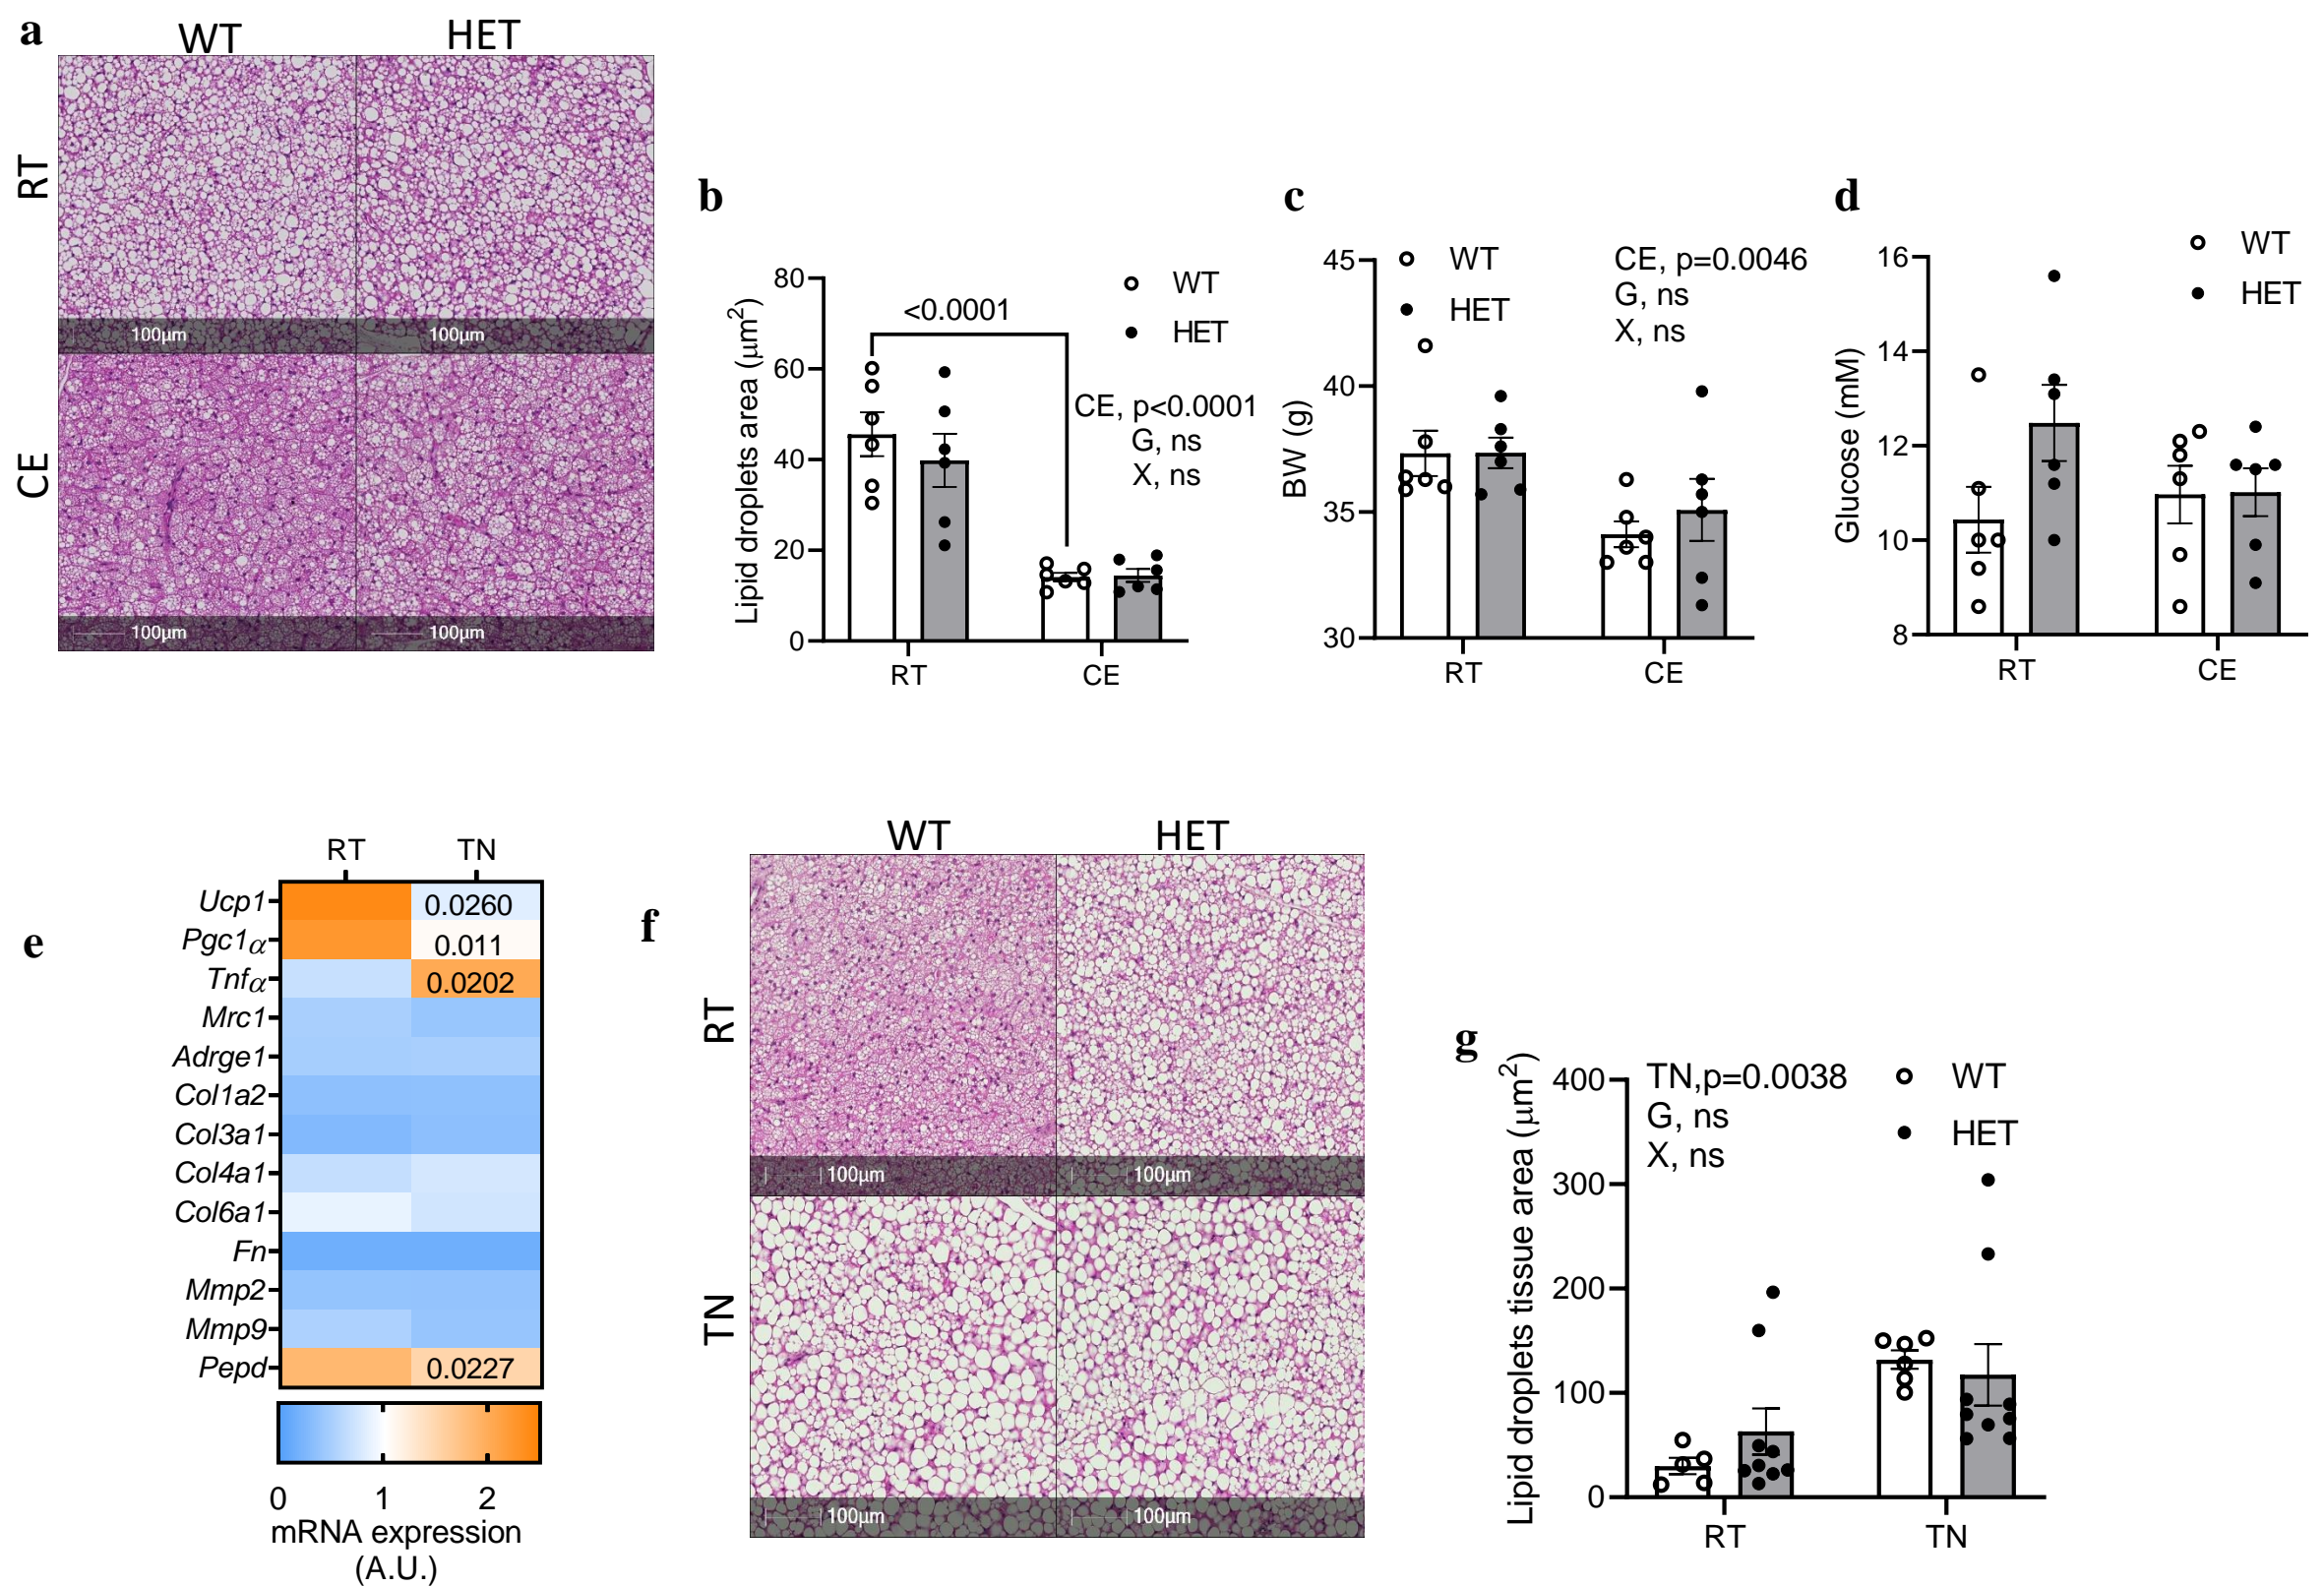 a
WT
HET
RT
CE
100µm
100µm
100µm
100µm
b
Lipid droplets area (µm2)
80
60
40
20
0
<0.0001
WT
HET
CE, p<0.0001
G, ns
X, ns
RT
CE
c
BW (g)
45
40
35
30
WT
HET
CE, p=0.0046
G, ns
X, ns
RT
CE
d
Glucose (mM)
16
14
12
10
8
WT
HET
RT
CE
e
RT
TN
Ucp1
0.0260
Pgc1α
0.011
Tnfα
0.0202
Mrc1
Adrge1
Col1a2
Col3a1
Col4a1
Col6a1
Fn
Mmp2
Mmp9
Pepd
0.0227
0 1 2
mRNA expression
(A.U.)
f
WT
HET
RT
TN
100µm
100µm
100µm
100µm
g
Lipid droplets tissue area (µm2)
400
300
200
100
0
TN,p=0.0038
G, ns
X, ns
WT
HET
RT
TN